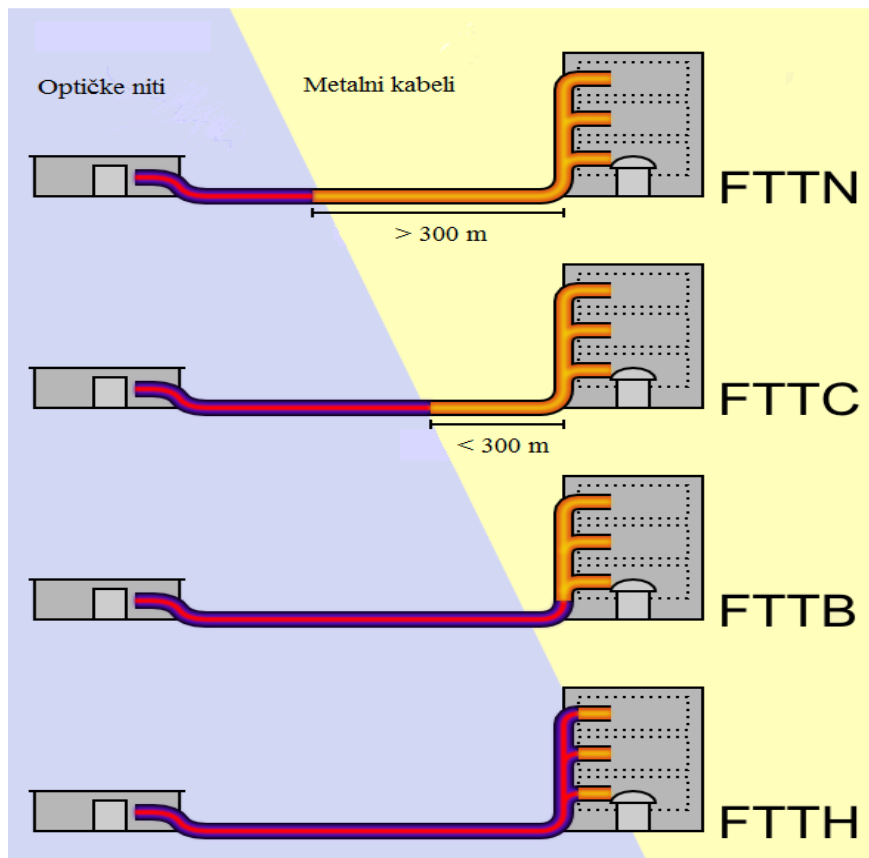 Optičke niti
Metalni kabeli
FTTN
> 300 m
FTTC
< 300 m
FTTB
FTTH